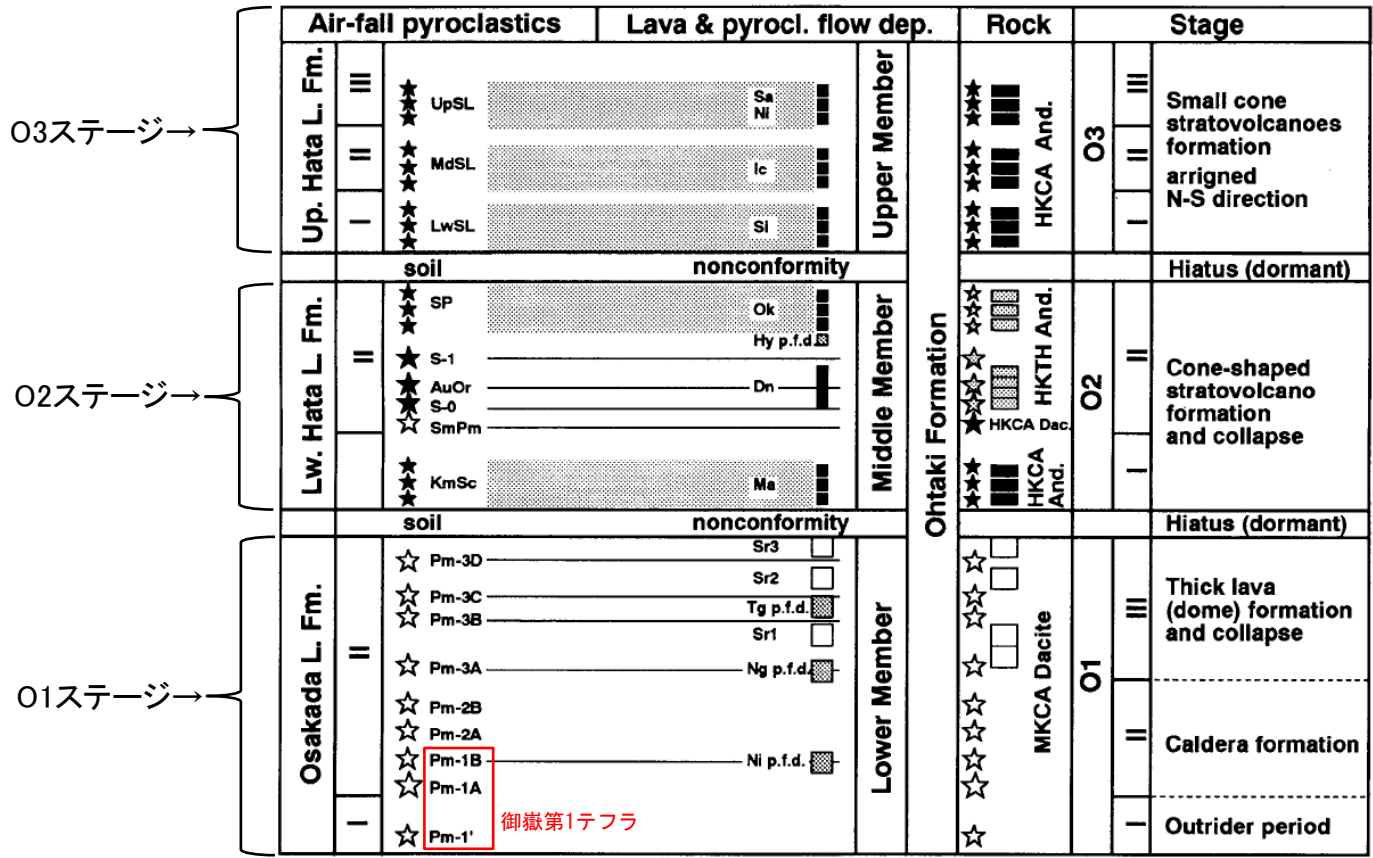 Air-fall pyroclastics
Lava & pyrocl. flow dep.
Rock
Stage
O3ステージ→
Up. Hata L. Fm.
III
II
I
UpSL
MdSL
LwSL
Sa
Ni
Ic
Sl
Upper Member
HKCA And.
O3
III
II
I
Small cone
stratovolcanoes
formation
arrigned
N-S direction
soil
nonconformity
Hiatus (dormant)
O2ステージ→
Lw. Hata L. Fm.
II
SP
S-1
AuOr
S-0
SmPm
KmSc
Ok
Hy p.f.d.
Dn
Ma
Middle Member
Ohtaki Formation
HKTH And.
HKCA Dac.
HKCA
And.
O2
II
I
Cone-shaped
stratovolcano
formation
and collapse
soil
nonconformity
Hiatus (dormant)
O1ステージ→
Osakada L. Fm.
II
I
Pm-3D
Pm-3C
Pm-3B
Pm-3A
Pm-2B
Pm-2A
Pm-1B
Pm-1A
Pm-1'
御嶽第1テフラ
Sr3
Sr2
Tg p.f.d.
Sr1
Ng p.f.d.
Ni p.f.d.
Lower Member
MKCA Dacite
O1
III
II
I
Thick lava
(dome) formation
and collapse
Caldera formation
Outrider period